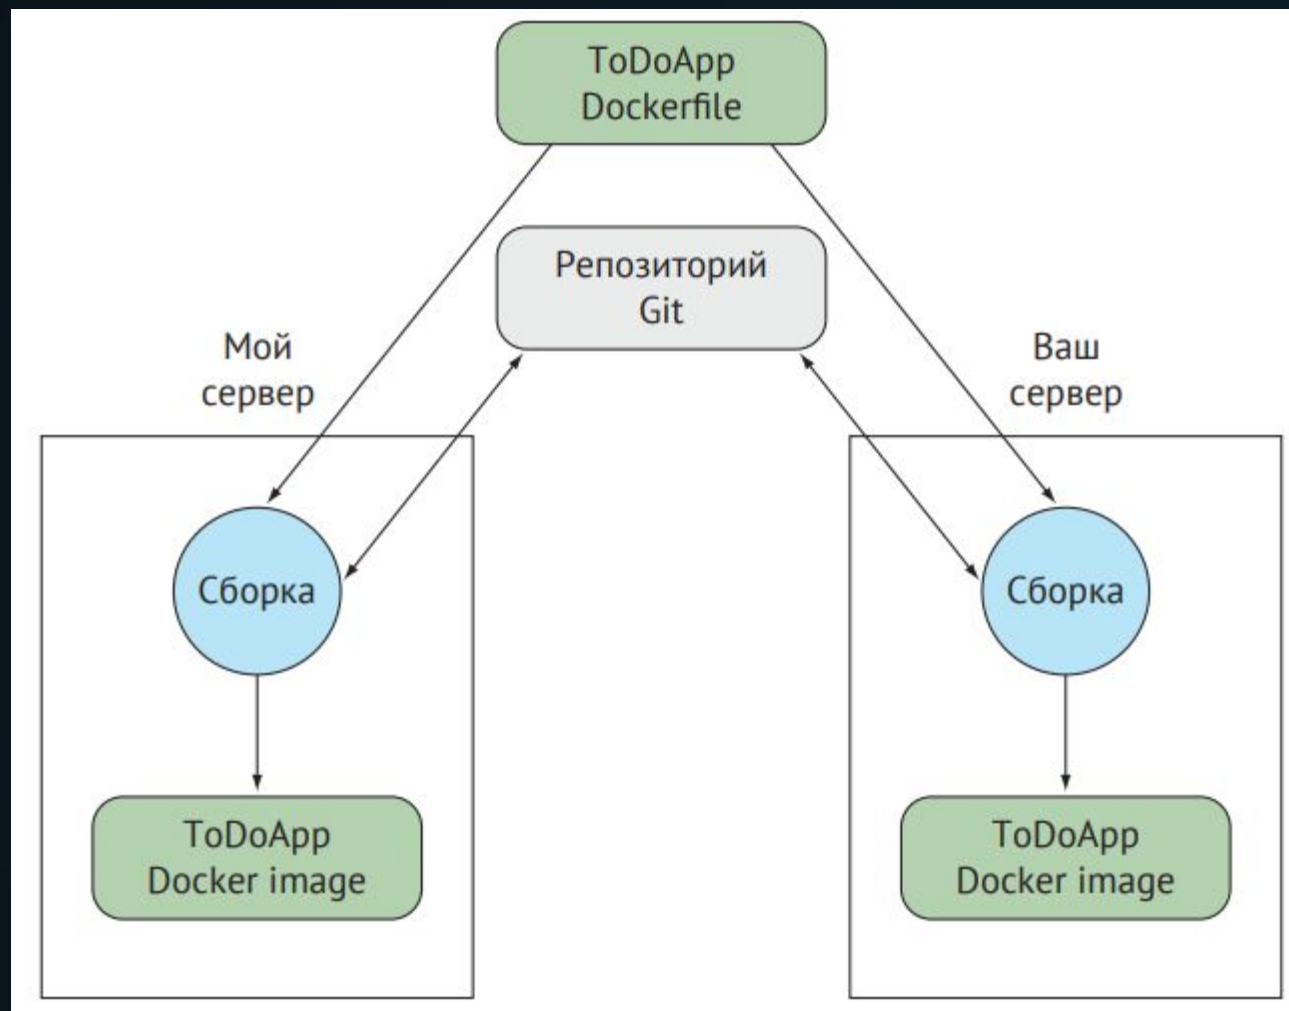 ToDoApp
Dockerfile
Репозиторий
Git
Мой
сервер
Ваш
сервер
Сборка
Сборка
ToDoApp
Docker image
ToDoApp
Docker image